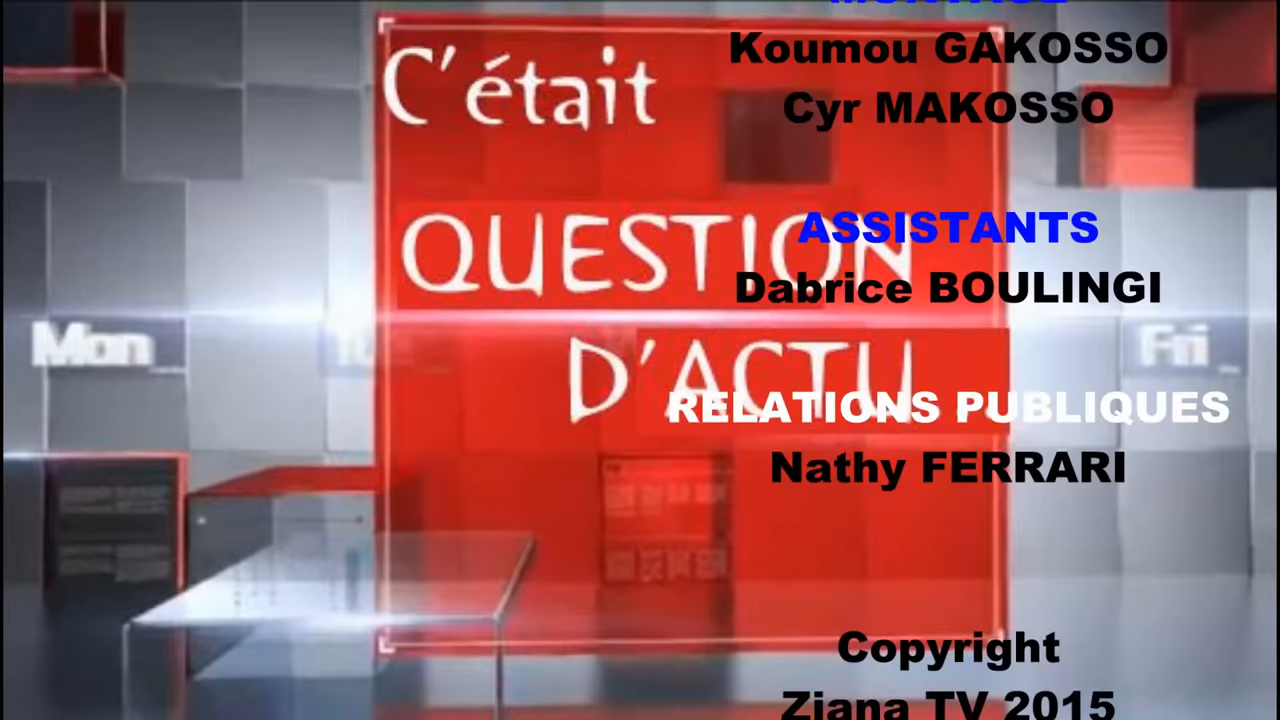 MONTAGE
Koumou GAKOSSO
Cyr MAKOSSO
C'était
ASSISTANTS
QUESTION
Dabrice BOULINGI
Mon
Fri
D'ACTU
RELATIONS PUBLIQUES
Nathy FERRARI
Copyright
Ziana TV 2015